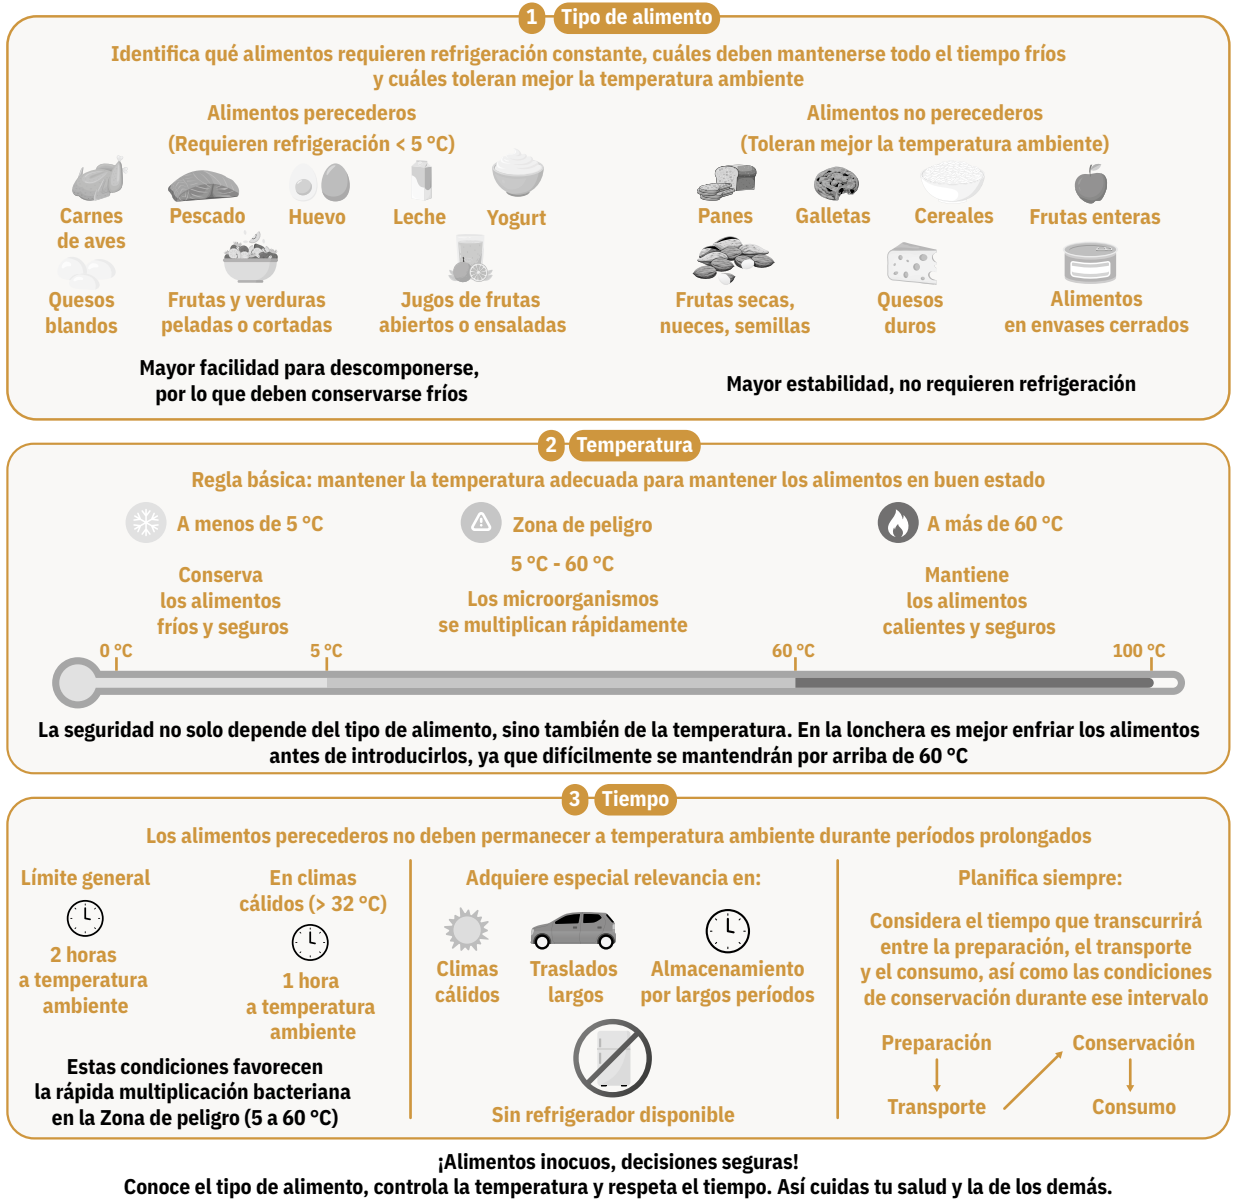 1 Tipo de alimento
Identifica qué alimentos requieren refrigeración constante, cuáles deben mantenerse todo el tiempo fríos
y cuáles toleran mejor la temperatura ambiente
Alimentos perecederos
(Requieren refrigeración < 5 °C)
Carnes
de aves
Pescado
Huevo
Leche
Yogurt
Quesos
blandos
Frutas y verduras
peladas o cortadas
Jugos de frutas
abiertos o ensaladas
Mayor facilidad para descomponerse,
por lo que deben conservarse fríos
Alimentos no perecederos
(Toleran mejor la temperatura ambiente)
Panes
Galletas
Cereales
Frutas enteras
Frutas secas,
nueces, semillas
Quesos
duros
Alimentos
en envases cerrados
Mayor estabilidad, no requieren refrigeración
2 Temperatura
Regla básica: mantener la temperatura adecuada para mantener los alimentos en buen estado
A menos de 5 °C
Conserva
los alimentos
fríos y seguros
Zona de peligro
5 °C - 60 °C
Los microorganismos
se multiplican rápidamente
A más de 60 °C
Mantiene
los alimentos
calientes y seguros
0 °C
5 °C
60 °C
100 °C
La seguridad no solo depende del tipo de alimento, sino también de la temperatura. En la lonchera es mejor enfriar los alimentos
antes de introducirlos, ya que difícilmente se mantendrán por arriba de 60 °C
3 Tiempo
Los alimentos perecederos no deben permanecer a temperatura ambiente durante períodos prolongados
Límite general
2 horas
a temperatura
ambiente
En climas
cálidos (> 32 °C)
1 hora
a temperatura
ambiente
Estas condiciones favorecen
la rápida multiplicación bacteriana
en la Zona de peligro (5 a 60 °C)
Adquiere especial relevancia en:
Climas
cálidos
Traslados
largos
Almacenamiento
por largos períodos
Sin refrigerador disponible
Planifica siempre:
Considera el tiempo que transcurrirá
entre la preparación, el transporte
y el consumo, así como las condiciones
de conservación durante ese intervalo
Preparación
Transporte
Conservación
Consumo
¡Alimentos inocuos, decisiones seguras!
Conoce el tipo de alimento, controla la temperatura y respeta el tiempo. Así cuidas tu salud y la de los demás.